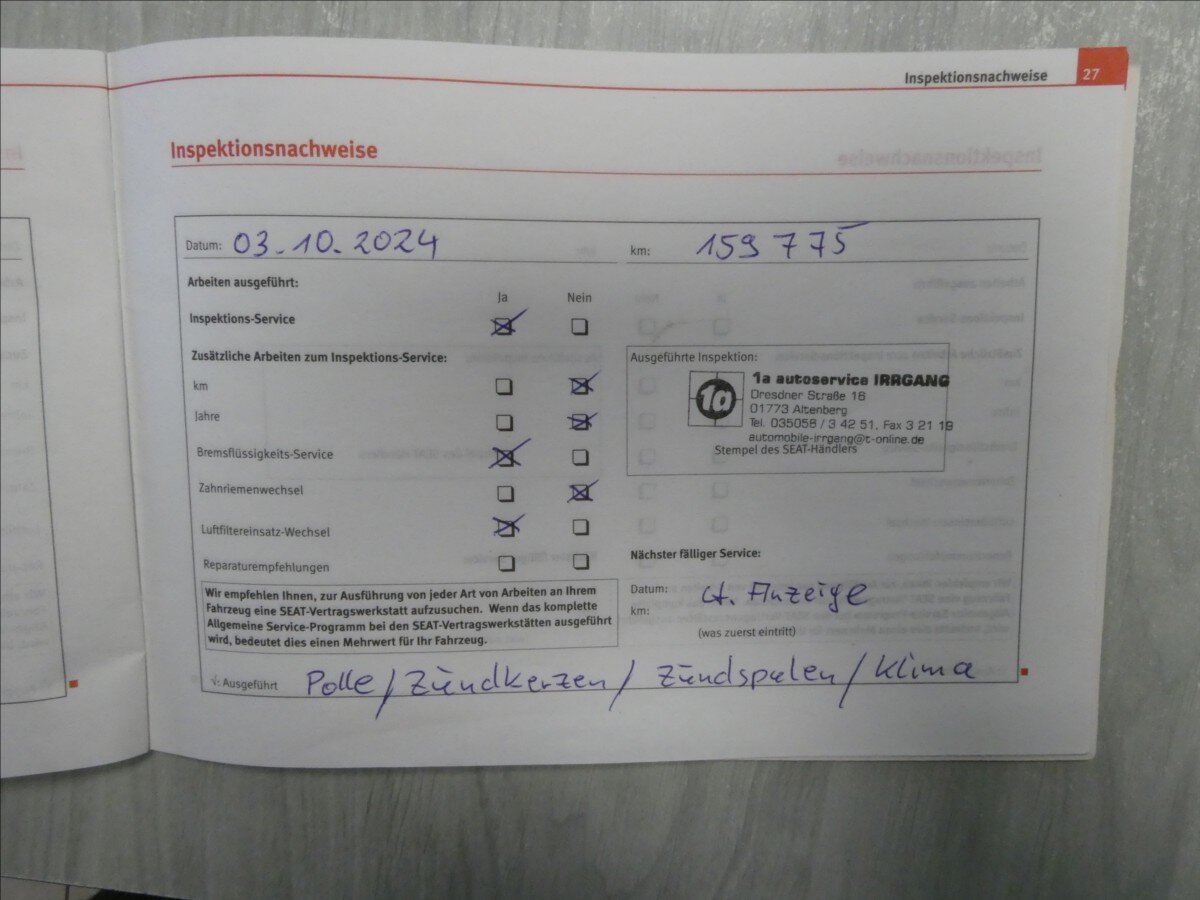 Inspektionsnachweise 27
Inspektionsnachweise
Datum: 03.10.2024 km: 159 775
Arbeiten ausgeführt:
Ja Nein
Inspektions-Service
Zusätzliche Arbeiten zum Inspektions-Service:
km
Jahre
Bremsflüssigkeits-Service
Zahnriemenwechsel
Luftfiltereinsatz-Wechsel
Reparaturempfehlungen
Wir empfehlen Ihnen, zur Ausführung von jeder Art von Arbeiten an Ihrem
Fahrzeug eine SEAT-Vertragswerkstatt aufzusuchen. Wenn das komplette
Allgemeine Service-Programm bei den SEAT-Vertragswerkstätten ausgeführt
wird, bedeutet dies einen Mehrwert für Ihr Fahrzeug.
Ausgeführte Inspektion:
1a
1a autoservice IRRGANG
Dresdner Straße 16
01773 Altenberg
Tel. 035056 / 3 42 51, Fax 3 21 19
automobile-irrgang@t-online.de
Stempel des SEAT-Händlers
Nächster fälliger Service:
Datum: lt. Anzeige
km:
(was zuerst eintritt)
√: Ausgeführt Polle / Zündkerzen / Zündspulen / Klima